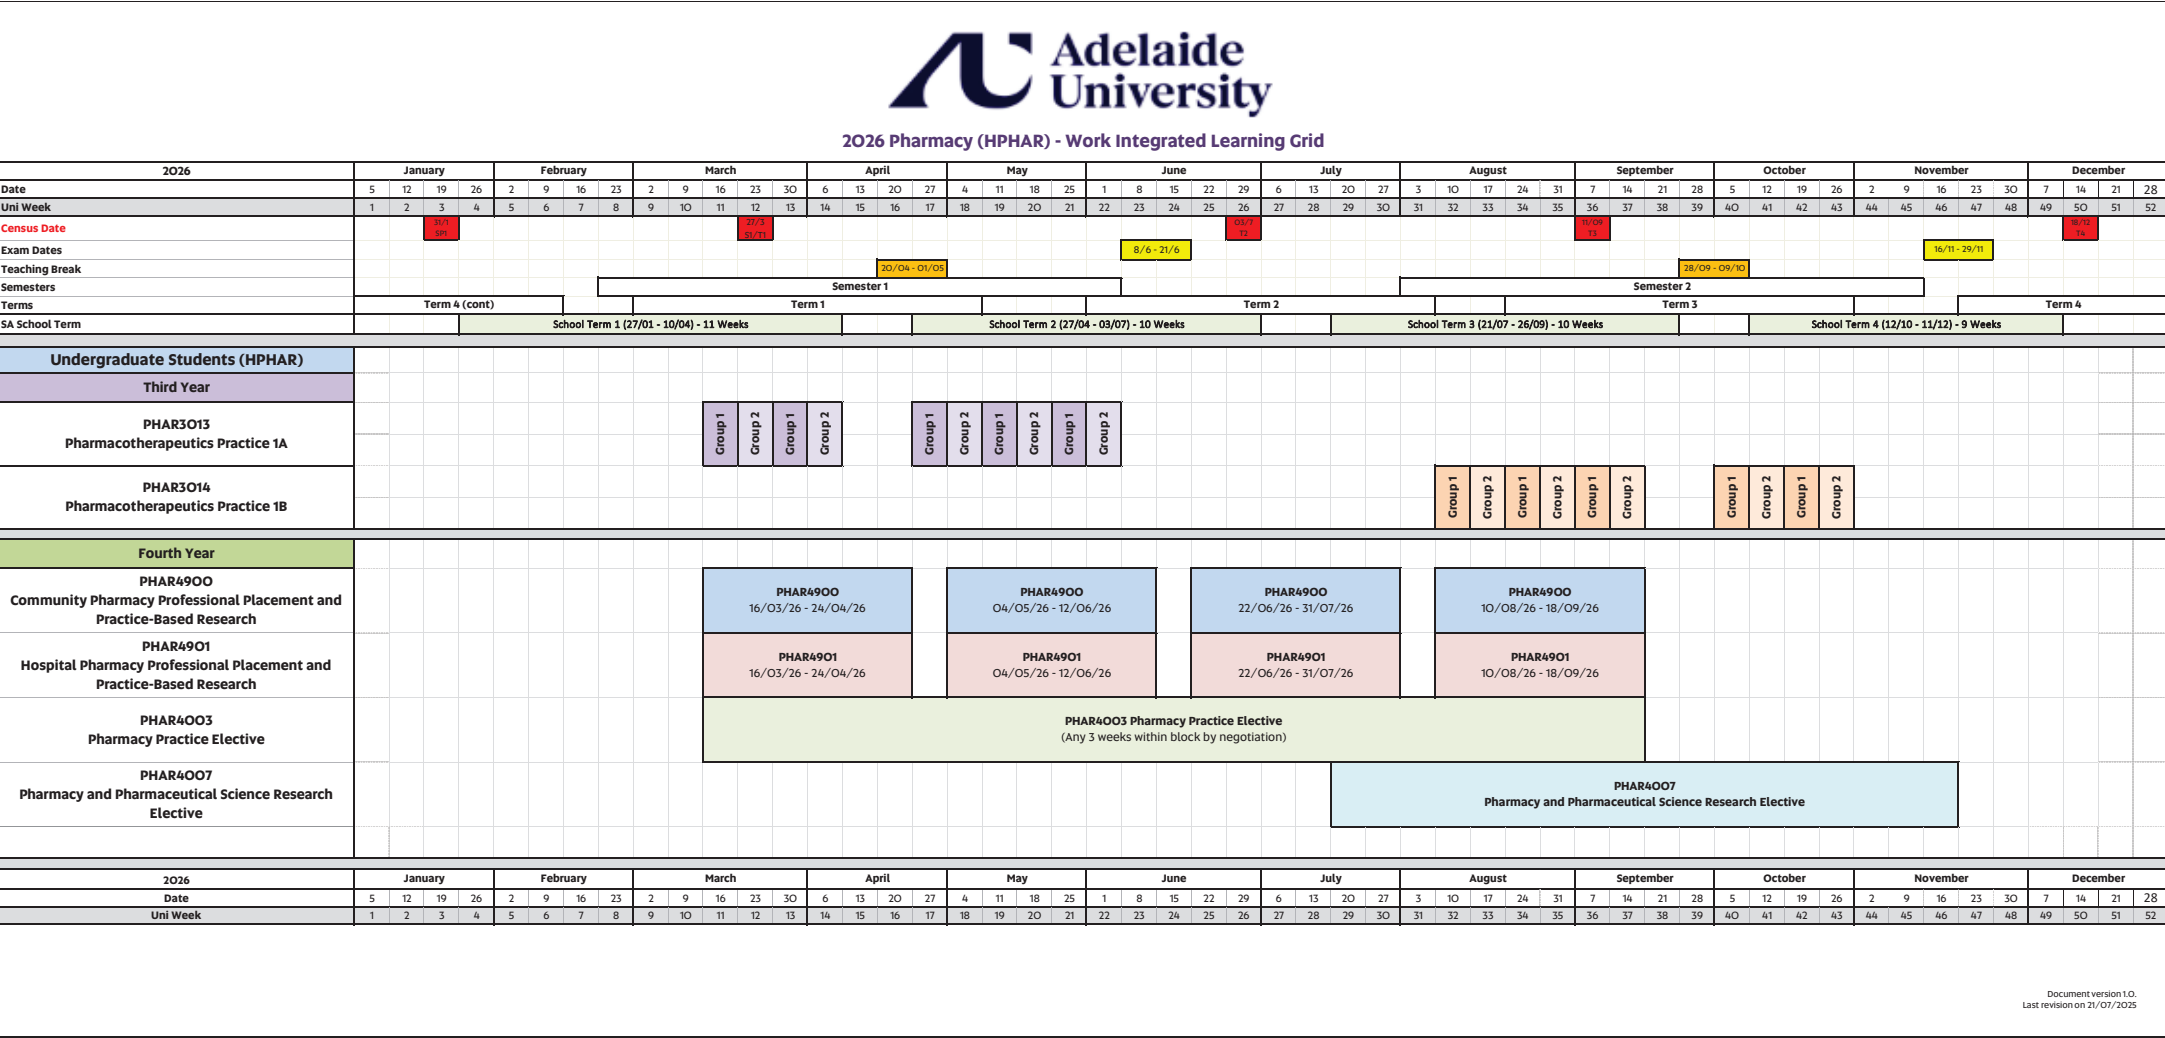 Adelaide
University
2026 Pharmacy (HPHAR) - Work Integrated Learning Grid
2026 January February March April May June July August September October November December
Date 5 12 19 26 2 9 16 23 2 9 16 23 30 6 13 20 27 4 11 18 25 1 8 15 22 29 6 13 20 27 3 10 17 24 31 7 14 21 28 5 12 19 26 2 9 16 23 30 7 14 21 28
Uni Week 1 2 3 4 5 6 7 8 9 10 11 12 13 14 15 16 17 18 19 20 21 22 23 24 25 26 27 28 29 30 31 32 33 34 35 36 37 38 39 40 41 42 43 44 45 46 47 48 49 50 51 52
Census Date 31/1 27/3 03/7 11/09 18/12
SP1 S1/T1 T2 T3 T4
Exam Dates 8/6 - 21/6 16/11 - 29/11
Teaching Break 20/04 - 01/05 28/09 - 09/10
Semesters Semester 1 Semester 2
Terms Term 4 (cont) Term 1 Term 2 Term 3 Term 4
SA School Term School Term 1 (27/01 - 10/04) - 11 Weeks School Term 2 (27/04 - 03/07) - 10 Weeks School Term 3 (21/07 - 26/09) - 10 Weeks School Term 4 (12/10 - 11/12) - 9 Weeks
Undergraduate Students (HPHAR)
Third Year
PHAR3013
Pharmacotherapeutics Practice 1A
Group 1 Group 2 Group 1 Group 2 Group 1 Group 2 Group 1 Group 2 Group 1 Group 2
PHAR3014
Pharmacotherapeutics Practice 1B
Group 1 Group 2 Group 1 Group 2 Group 1 Group 2 Group 1 Group 2 Group 1 Group 2
Fourth Year
PHAR4900
Community Pharmacy Professional Placement and
Practice-Based Research
PHAR4900 PHAR4900 PHAR4900 PHAR4900
16/03/26 - 24/04/26 04/05/26 - 12/06/26 22/06/26 - 31/07/26 10/08/26 - 18/09/26
PHAR4901
Hospital Pharmacy Professional Placement and
Practice-Based Research
PHAR4901 PHAR4901 PHAR4901 PHAR4901
16/03/26 - 24/04/26 04/05/26 - 12/06/26 22/06/26 - 31/07/26 10/08/26 - 18/09/26
PHAR4003
Pharmacy Practice Elective
PHAR4003 Pharmacy Practice Elective
(Any 3 weeks within block by negotiation)
PHAR4007
Pharmacy and Pharmaceutical Science Research
Elective
PHAR4007
Pharmacy and Pharmaceutical Science Research Elective
2026 January February March April May June July August September October November December
Date 5 12 19 26 2 9 16 23 2 9 16 23 30 6 13 20 27 4 11 18 25 1 8 15 22 29 6 13 20 27 3 10 17 24 31 7 14 21 28 5 12 19 26 2 9 16 23 30 7 14 21 28
Uni Week 1 2 3 4 5 6 7 8 9 10 11 12 13 14 15 16 17 18 19 20 21 22 23 24 25 26 27 28 29 30 31 32 33 34 35 36 37 38 39 40 41 42 43 44 45 46 47 48 49 50 51 52
Document version 1.0.
Last revision on 21/07/2025